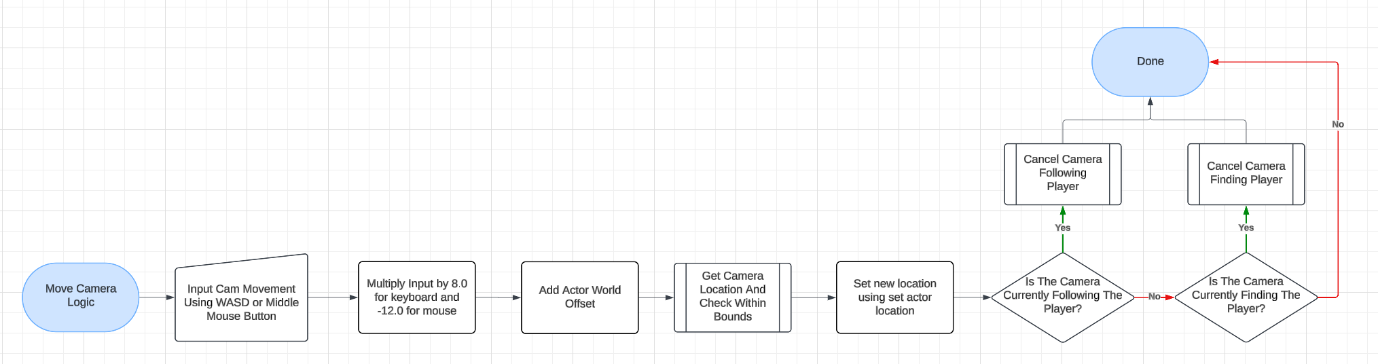 Done
No
Cancel Camera
Following
Player
Cancel Camera
Finding Player
Yes
Yes
Move Camera
Logic
Input Cam Movement
Using WASD or Middle
Mouse Button
Multiply Input by 8.0
for keyboard and
-12.0 for mouse
Add Actor World
Offset
Get Camera
Location And
Check Within
Bounds
Set new location
using set actor
location
Is The Camera
Currently Following The
Player?
No
Is The Camera
Currently Finding The
Player?